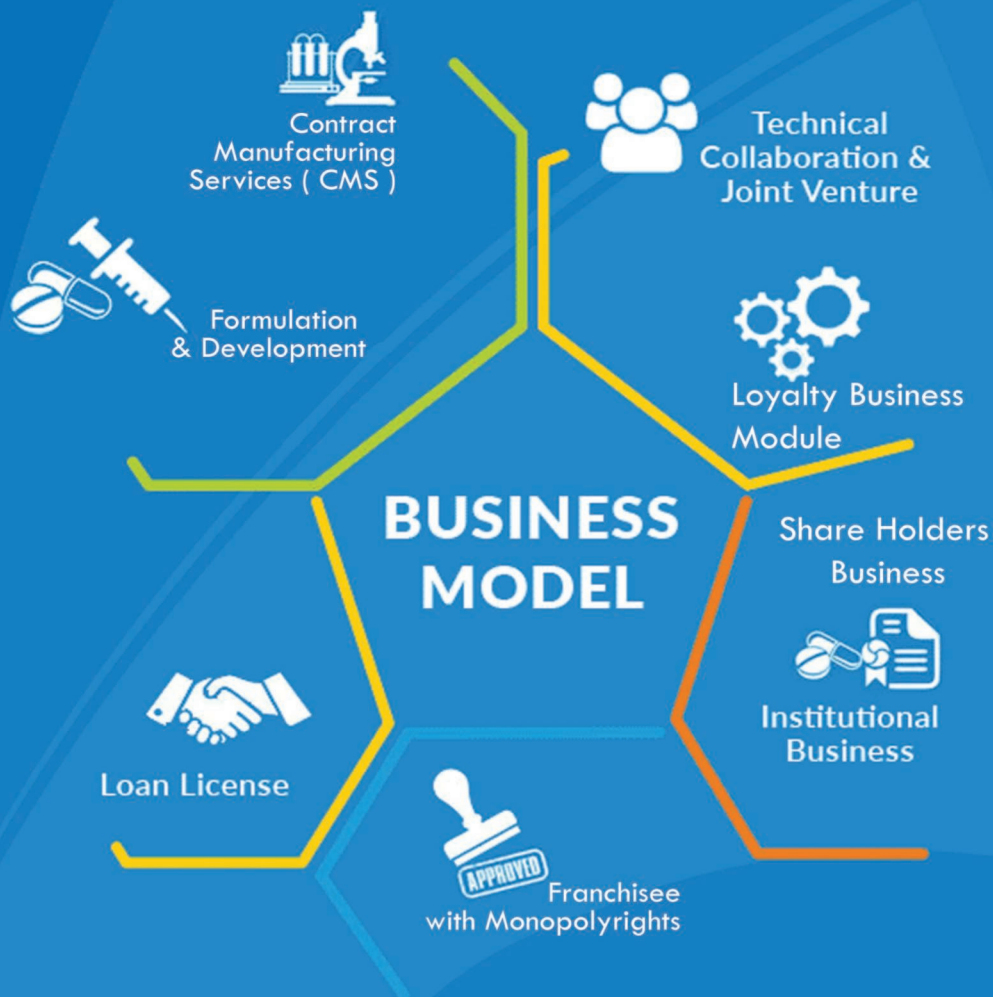 Contract
Manufacturing
Services ( CMS )
Technical
Collaboration &
Joint Venture
Formulation
& Development
Loyalty Business
Module
BUSINESS
MODEL
Share Holders
Business
Institutional
Business
Loan License
APPROVED
Franchisee
with Monopolyrights